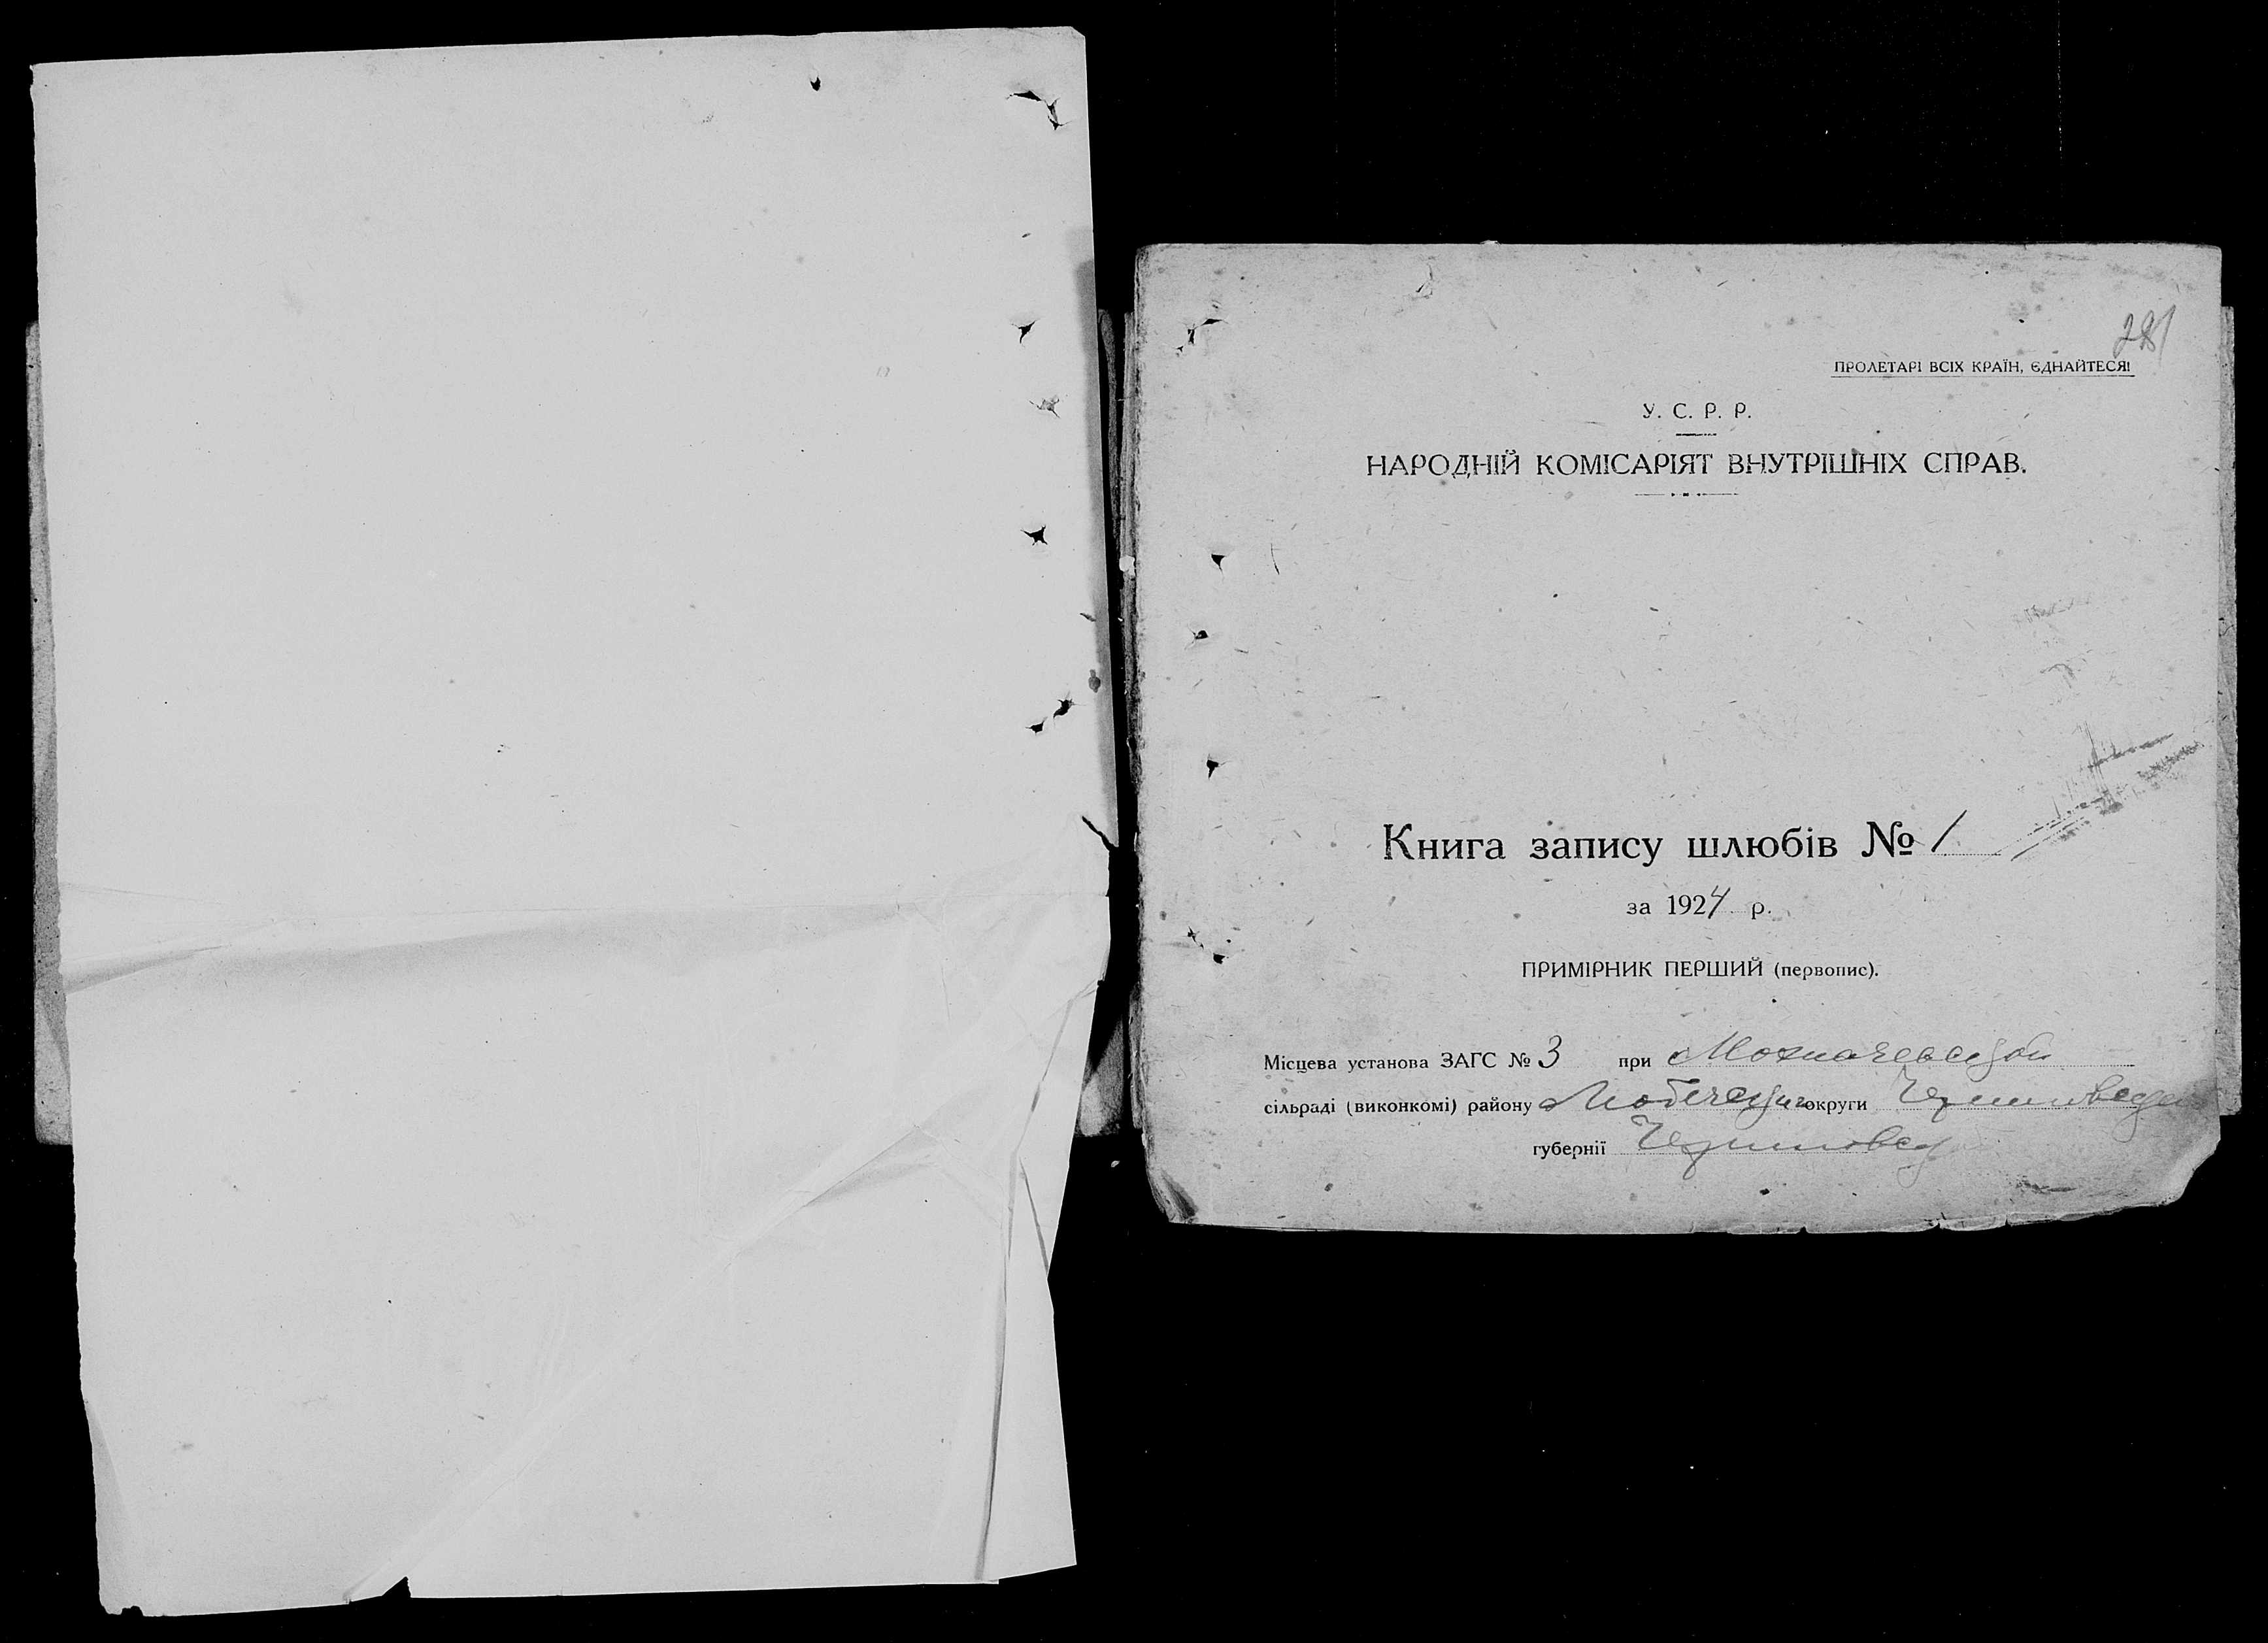 281
ПРОЛЕТАРІ ВСІХ КРАЇН, ЄДНАЙТЕСЯ!
У. С. Р. Р.
НАРОДНІЙ КОМІСАРІЯТ ВНУТРІШНІХ СПРАВ.
Книга запису шлюбів № 1
за 1924 р.
ПРИМІРНИК ПЕРШИЙ (первопис).
Місцева установа ЗАГС № 3 при
сільраді (виконкомі) району округи
губернії